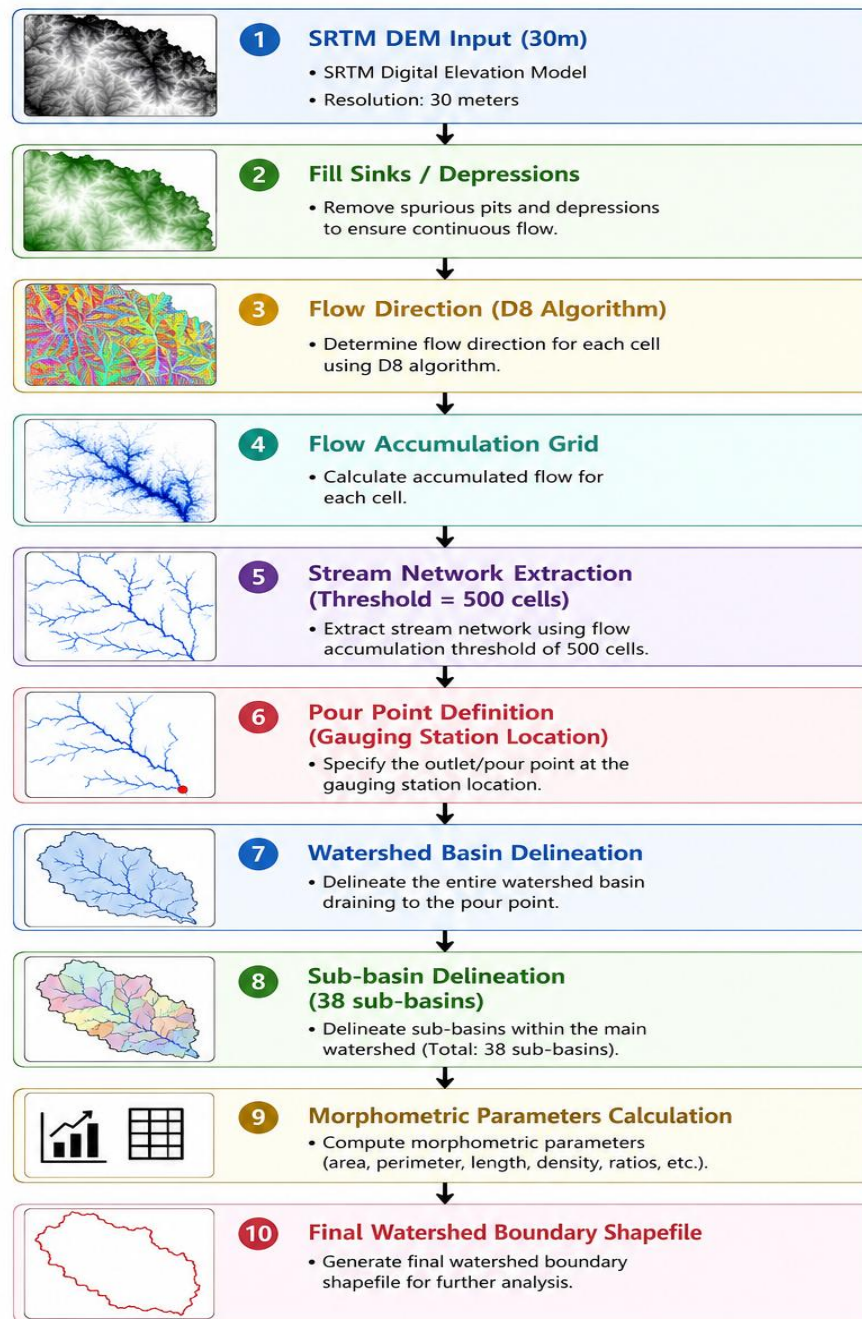 1 SRTM DEM Input (30m)
• SRTM Digital Elevation Model
• Resolution: 30 meters
2 Fill Sinks / Depressions
• Remove spurious pits and depressions
to ensure continuous flow.
3 Flow Direction (D8 Algorithm)
• Determine flow direction for each cell
using D8 algorithm.
4 Flow Accumulation Grid
• Calculate accumulated flow for
each cell.
5 Stream Network Extraction
(Threshold = 500 cells)
• Extract stream network using flow
accumulation threshold of 500 cells.
6 Pour Point Definition
(Gauging Station Location)
• Specify the outlet/pour point at the
gauging station location.
7 Watershed Basin Delineation
• Delineate the entire watershed basin
draining to the pour point.
8 Sub-basin Delineation
(38 sub-basins)
• Delineate sub-basins within the main
watershed (Total: 38 sub-basins).
9 Morphometric Parameters Calculation
• Compute morphometric parameters
(area, perimeter, length, density, ratios, etc.).
10 Final Watershed Boundary Shapefile
• Generate final watershed boundary
shapefile for further analysis.